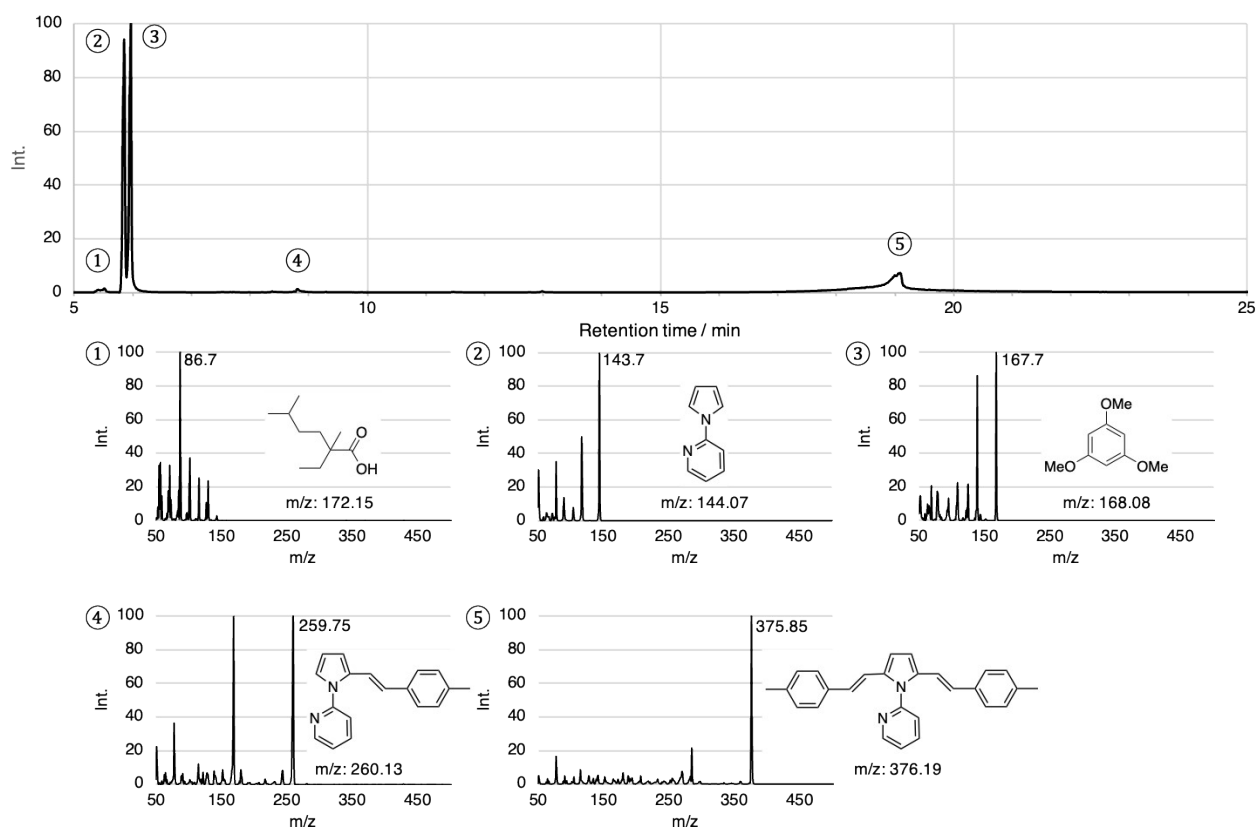 100
80
60
40
20
0
Int.
② ③
① ④ ⑤
5 10 15 20 25
Retention time / min
①
100
80
60
40
20
0
Int.
86.7
O
OH
m/z: 172.15
50 150 250 350 450
m/z
②
100
80
60
40
20
0
Int.
143.7
N
N
m/z: 144.07
50 150 250 350 450
m/z
③
100
80
60
40
20
0
Int.
167.7
OMe
MeO OMe
m/z: 168.08
50 150 250 350 450
m/z
④
100
80
60
40
20
0
Int.
259.75
N
N
m/z: 260.13
50 150 250 350 450
m/z
⑤
100
80
60
40
20
0
Int.
375.85
N
N
m/z: 376.19
50 150 250 350 450
m/z